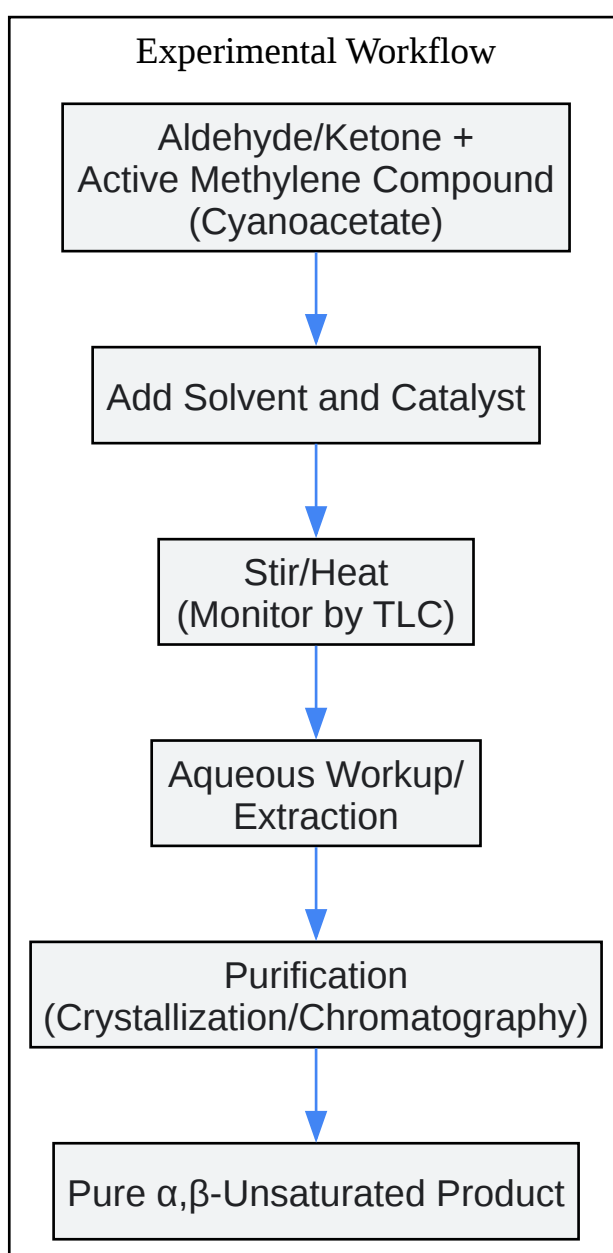 Experimental Workflow
Aldehyde/Ketone +
Active Methylene Compound
(Cyanoacetate)
Add Solvent and Catalyst
Stir/Heat
(Monitor by TLC)
Aqueous Workup/
Extraction
Purification
(Crystallization/Chromatography)
Pure α,β-Unsaturated Product